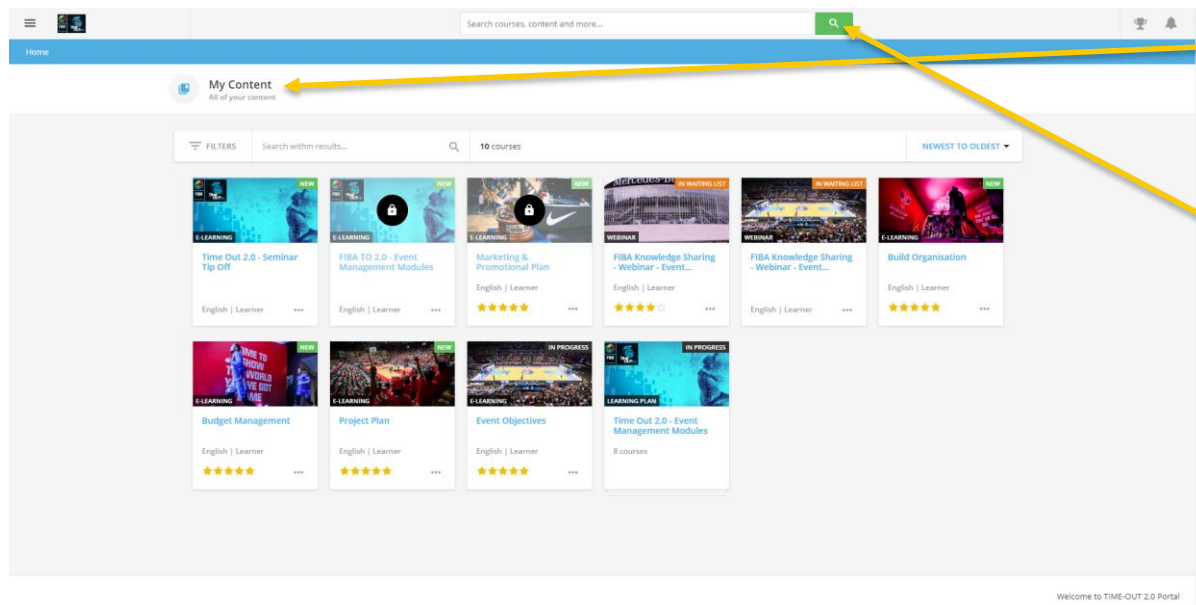 Search courses, content and more...
Home
My Content
All of your content
FILTERS
Search within results...
10 courses
NEWEST TO OLDEST
NEW
E-LEARNING
Time Out 2.0 - Seminar
Tip Off
English | Learner
NEW
E-LEARNING
FIBA TO 2.0 - Event
Management Modules
English | Learner
NEW
E-LEARNING
Marketing &
Promotional Plan
English | Learner
IN WAITING LIST
WEBINAR
FIBA Knowledge Sharing
- Webinar - Event...
English | Learner
IN WAITING LIST
WEBINAR
FIBA Knowledge Sharing
- Webinar - Event...
English | Learner
NEW
E-LEARNING
Build Organisation
English | Learner
NEW
E-LEARNING
Budget Management
English | Learner
NEW
E-LEARNING
Project Plan
English | Learner
IN PROGRESS
E-LEARNING
Event Objectives
English | Learner
IN PROGRESS
LEARNING PLAN
Time Out 2.0 - Event
Management Modules
8 courses
Welcome to TIME-OUT 2.0 Portal